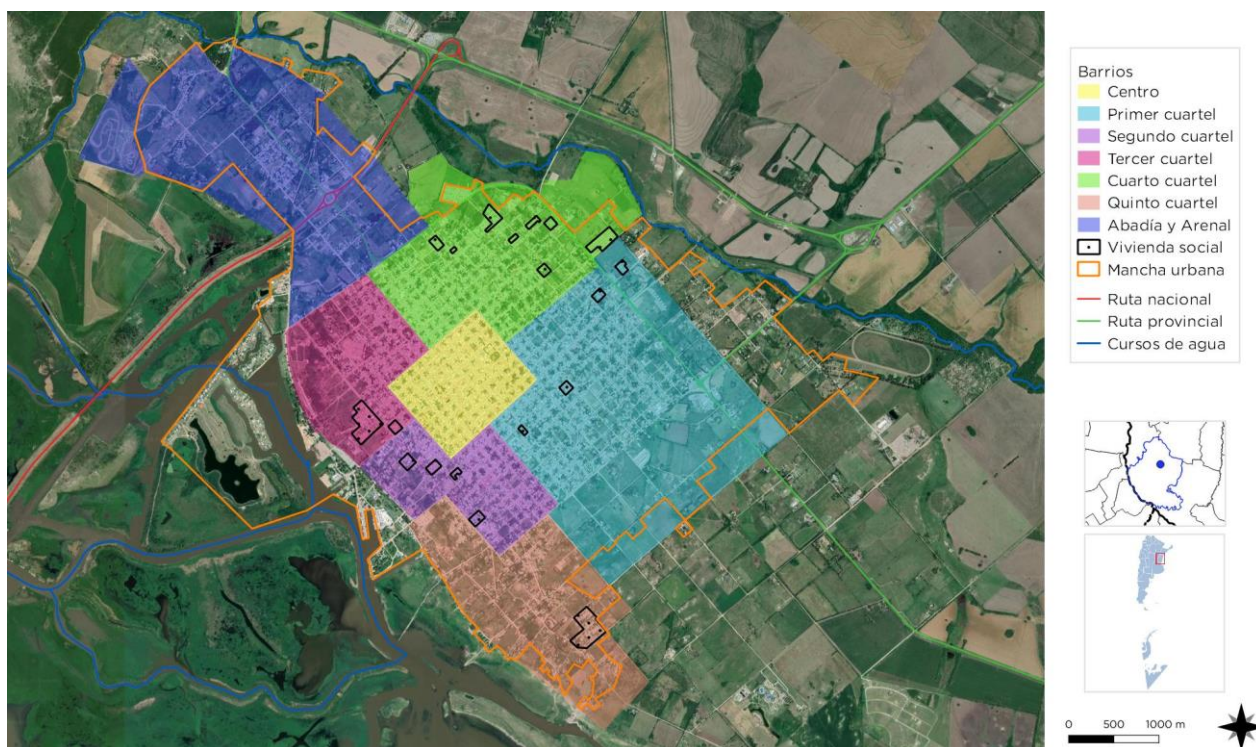 Barrios
Centro
Primer cuartel
Segundo cuartel
Tercer cuartel
Cuarto cuartel
Quinto cuartel
Abadía y Arenal
Vivienda social
Mancha urbana
Ruta nacional
Ruta provincial
Cursos de agua
0 500 1000 m